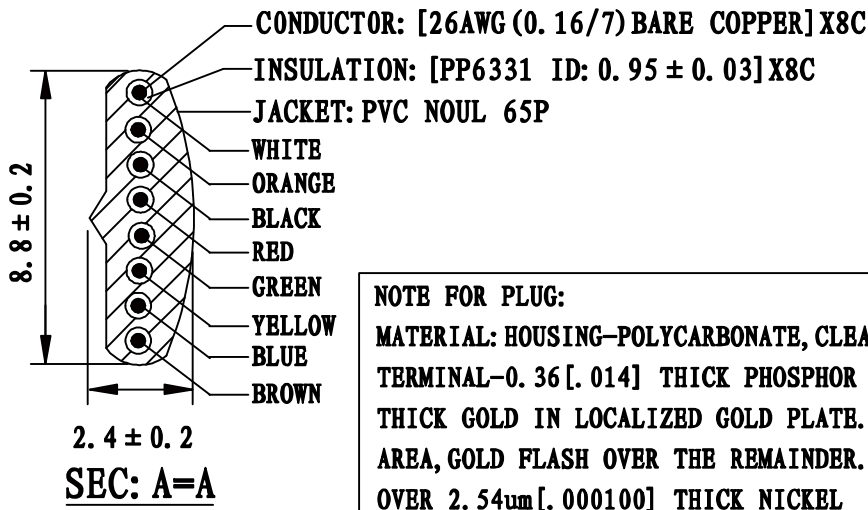 CONDUCTOR: [26AWG(0.16/7)BARE COPPER]X8C
INSULATION: [PP6331 ID: 0.95±0.03]X8C
JACKET: PVC NOUL 65P
WHITE
ORANGE
BLACK
RED
GREEN
YELLOW
BLUE
BROWN
8.8±0.2
2.4±0.2
SEC: A=A
NOTE FOR PLUG:
MATERIAL: HOUSING-POLYCARBONATE, CLEA
TERMINAL-0.36[.014] THICK PHOSPHOR
THICK GOLD IN LOCALIZED GOLD PLATE.
AREA, GOLD FLASH OVER THE REMAINDER.
OVER 2.54um[.000100] THICK NICKEL